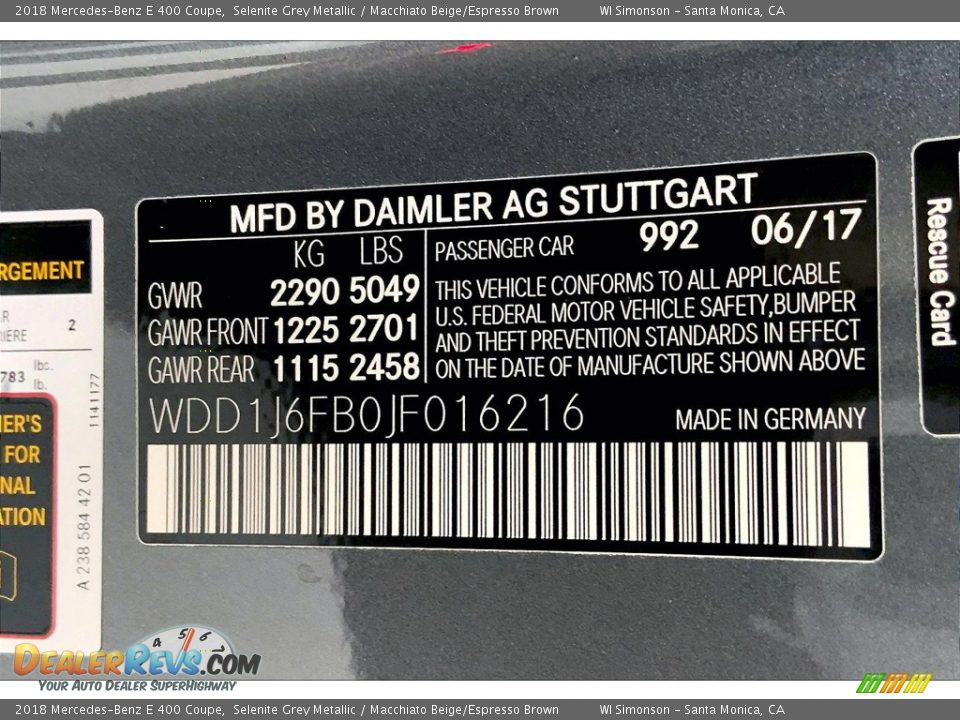 2018 Mercedes-Benz E 400 Coupe,  Selenite Grey Metallic / Macchiato Beige/Espresso Brown          WI Simonson - Santa Monica, CA
MFD BY DAIMLER AG STUTTGART
KG LBS
GVWR 2290 5049
GAWR FRONT 1225 2701
GAWR REAR 1115 2458
PASSENGER CAR 992 06/17
THIS VEHICLE CONFORMS TO ALL APPLICABLE
U.S. FEDERAL MOTOR VEHICLE SAFETY,BUMPER
AND THEFT PREVENTION STANDARDS IN EFFECT
ON THE DATE OF MANUFACTURE SHOWN ABOVE
WDD1J6FB0JF016216 MADE IN GERMANY
Rescue Card
2
783 lbs.
lb.
1141177
FOR
A 238 584 42 01
4 5 6
DEALERREVS.COM
YOUR AUTO DEALER SUPERHIGHWAY
2018 Mercedes-Benz E 400 Coupe,  Selenite Grey Metallic / Macchiato Beige/Espresso Brown          WI Simonson - Santa Monica, CA